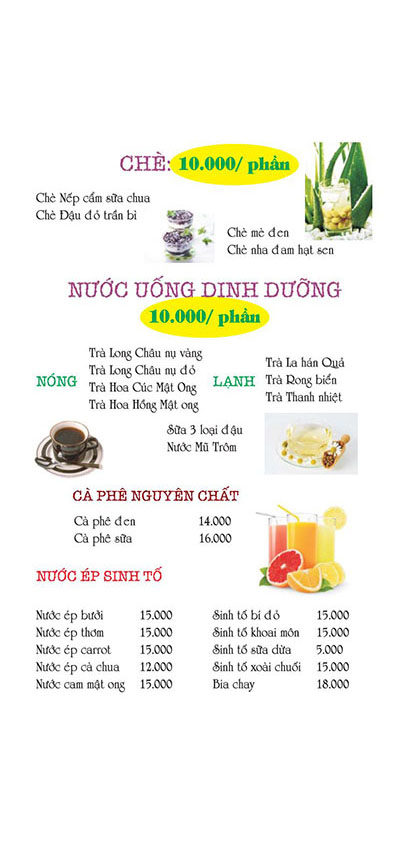 CHÈ: 10.000/ phần
Chè Nếp cẩm sữa chua
Chè Đậu đỏ trần bì
Chè mè đen
Chè nha đam hạt sen
NƯỚC UỐNG DINH DƯỠNG
10.000/ phần
NÓNG
Trà Long Châu nụ vàng
Trà Long Châu nụ đỏ
Trà Hoa Cúc Mật Ong
Trà Hoa Hồng Mật ong
LẠNH
Trà La hán Quả
Trà Rong biển
Trà Thanh nhiệt
Sữa 3 loại đậu
Nước Mủ Trôm
CÀ PHÊ NGUYÊN CHẤT
Cà phê đen 14.000
Cà phê sữa 16.000
NƯỚC ÉP SINH TỐ
Nước ép bưởi 15.000
Nước ép thơm 15.000
Nước ép carrot 15.000
Nước ép cà chua 12.000
Nước cam mật ong 15.000
Sinh tố bí đỏ 15.000
Sinh tố khoai môn 15.000
Sinh tố sữa dừa 5.000
Sinh tố xoài chuối 15.000
Bia chay 18.000